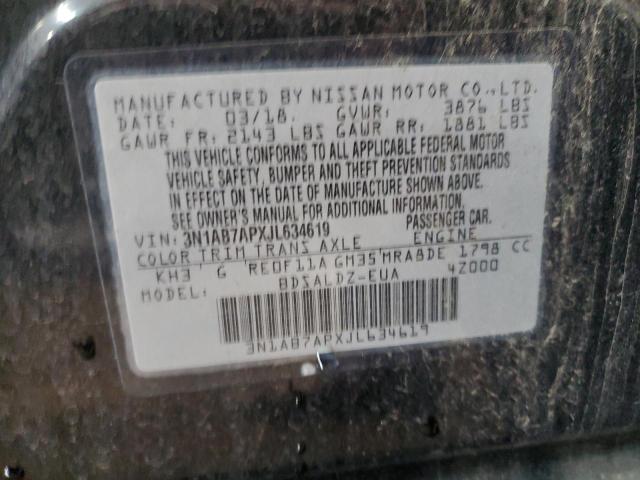 MANUFACTURED BY NISSAN MOTOR CO.,LTD.
DATE: 03/18. GVWR: 3876 LBS
GAWR FR: 2143 LBS GAWR RR: 1881 LBS
THIS VEHICLE CONFORMS TO ALL APPLICABLE FEDERAL MOTOR
VEHICLE SAFETY, BUMPER AND THEFT PREVENTION STANDARDS
IN EFFECT ON THE DATE OF MANUFACTURE SHOWN ABOVE.
SEE OWNER'S MANUAL FOR ADDITIONAL INFORMATION.
VIN: 3N1AB7APXJL634619 PASSENGER CAR.
COLOR TRIM TRANS AXLE ENGINE
KH3 G RE0F11A GM35 MRA8DE 1798 CC
MODEL: BDSALDZ-EUA 4Z000
3N1AB7APXJL634619